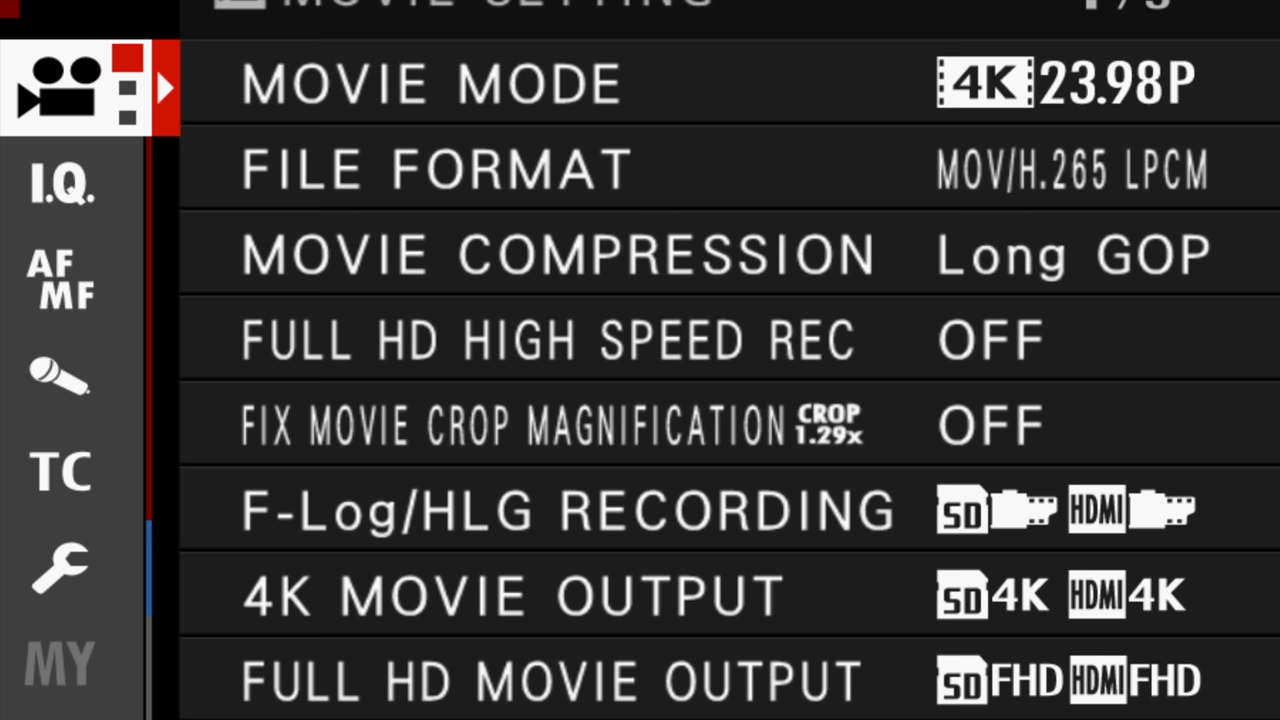 MOVIE SETTING
MOVIE MODE 4K 23.98P
FILE FORMAT MOV/H.265 LPCM
MOVIE COMPRESSION Long GOP
FULL HD HIGH SPEED REC OFF
FIX MOVIE CROP MAGNIFICATION CROP 1.29x OFF
F-Log/HLG RECORDING SD HDMI
4K MOVIE OUTPUT SD 4K HDMI 4K
FULL HD MOVIE OUTPUT SD FHD HDMI FHD
I.Q.
AF
MF
TC
MY